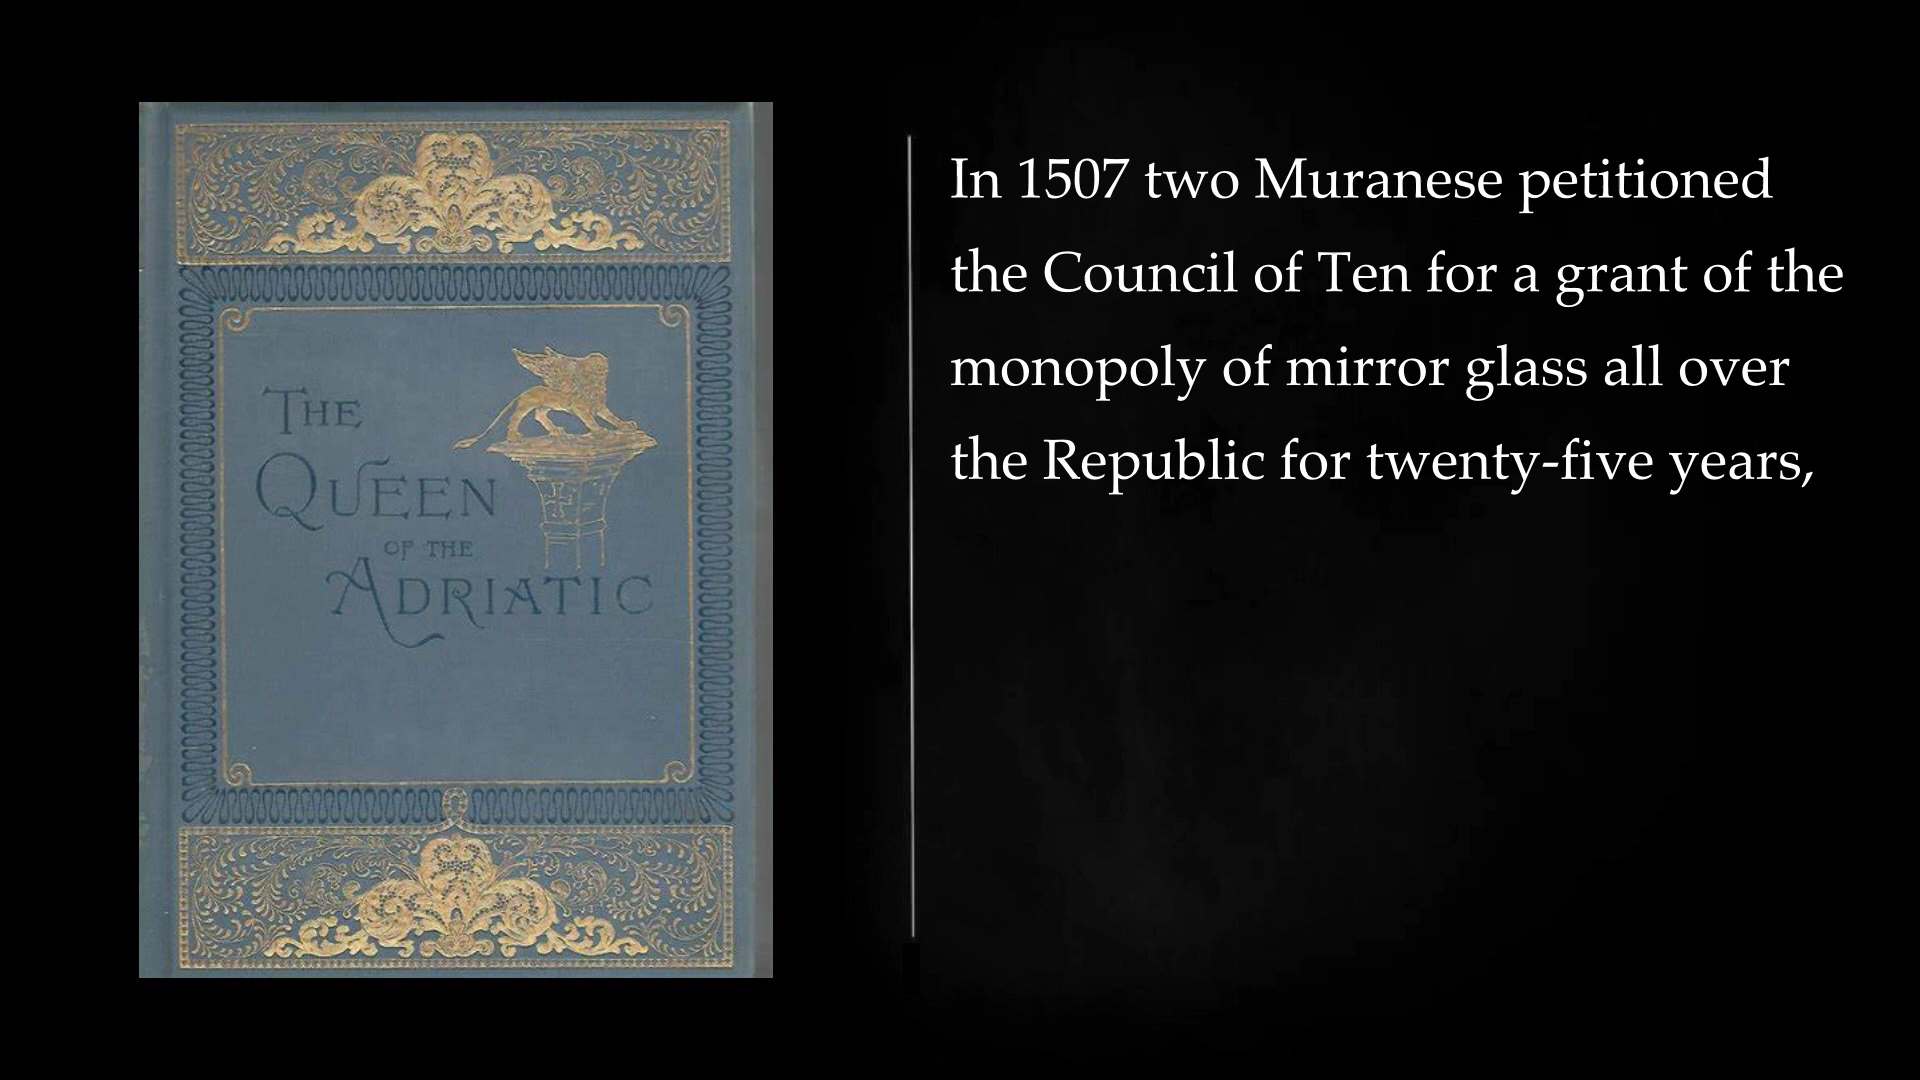 THE
QUEEN
OF THE
ADRIATIC
In 1507 two Muranese petitioned
the Council of Ten for a grant of the
monopoly of mirror glass all over
the Republic for twenty-five years,